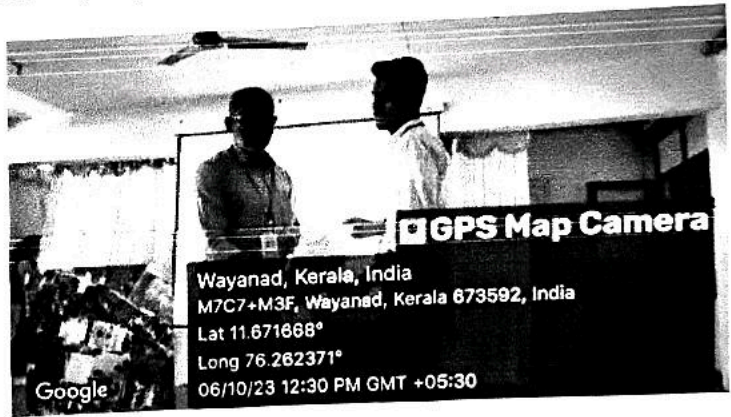 GPS Map Camera
Wayanad, Kerala, India
M7C7+M3F, Wayanad, Kerala 673592, India
Lat 11.671668°
Long 76.262371°
06/10/23 12:30 PM GMT +05:30
Google